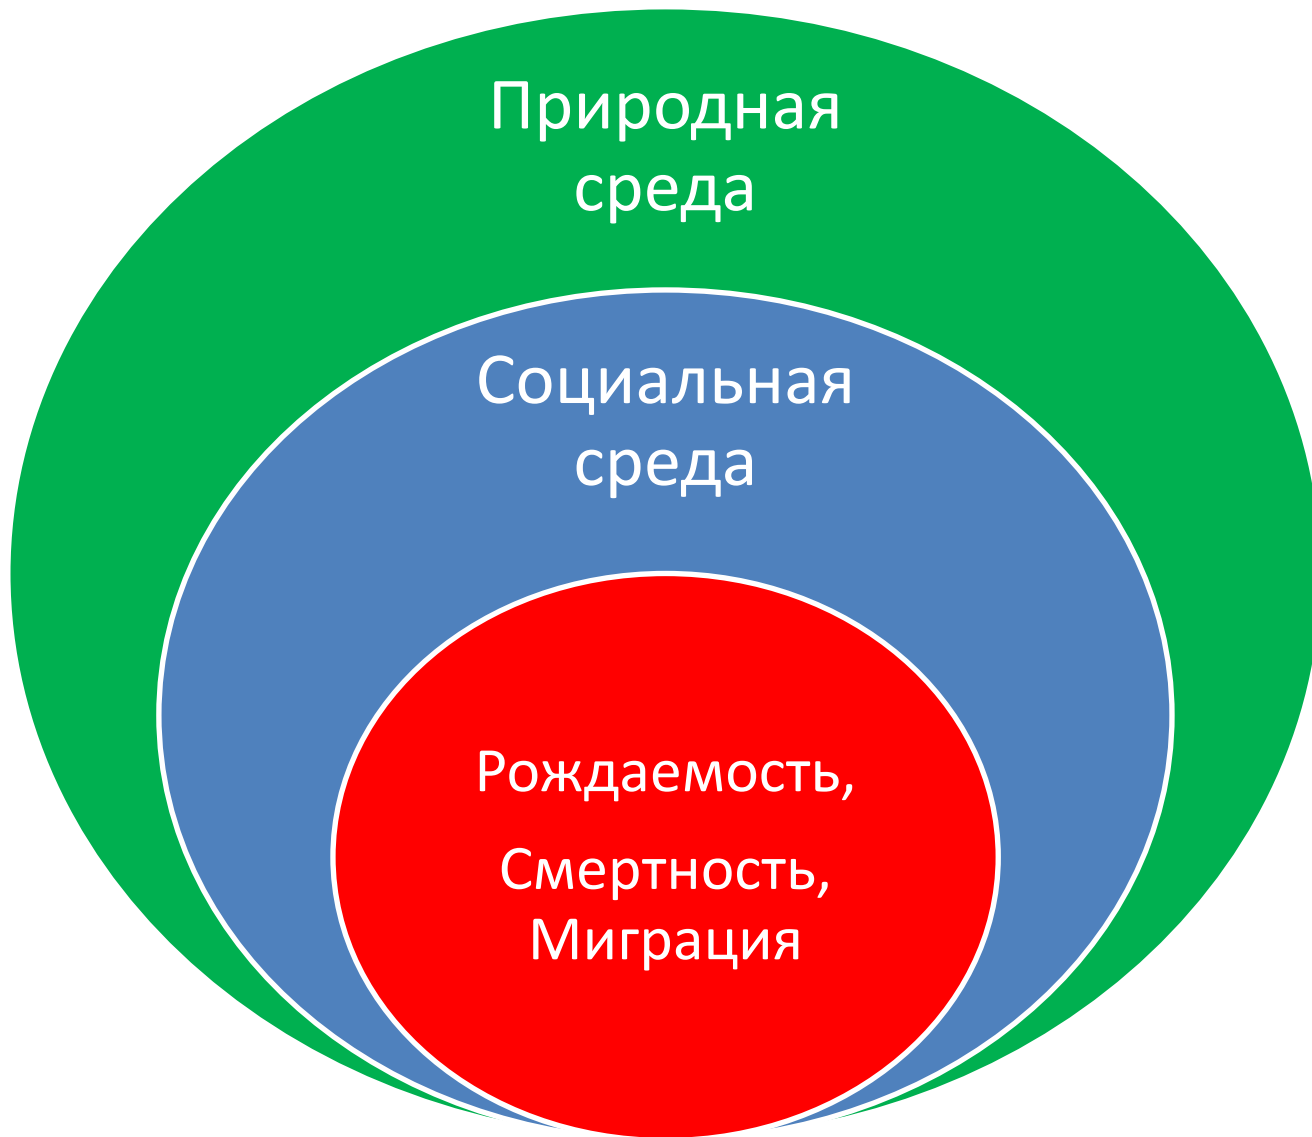 Природная
среда
Социальная
среда
Рождаемость,
Смертность,
Миграция